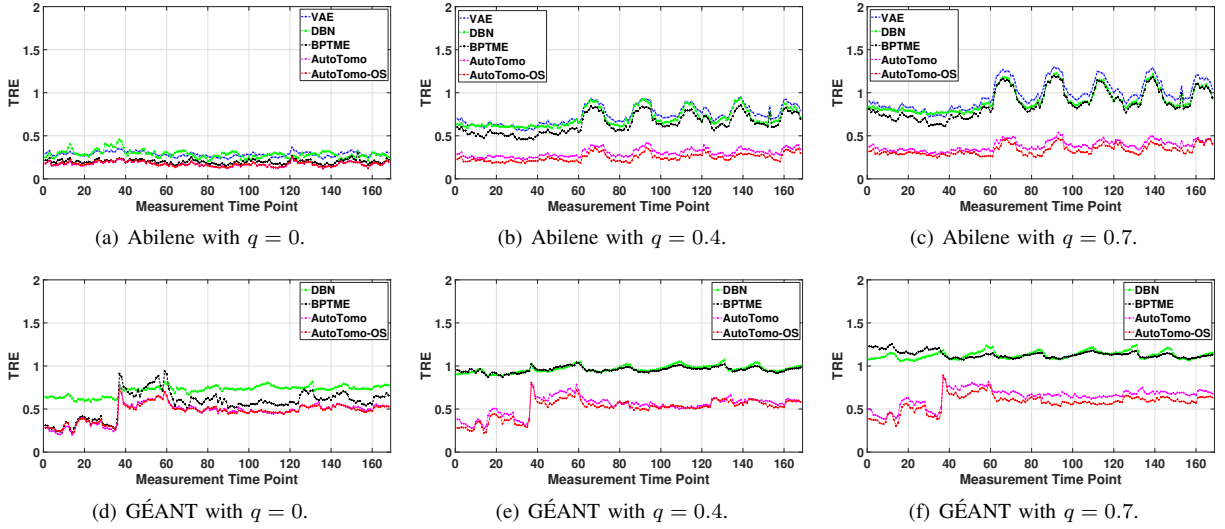 2
1.5
1
0.5
0
TRE
0 20 40 60 80 100 120 140 160
Measurement Time Point
VAE
DBN
BPTME
AutoTomo
AutoTomo-OS
(a) Abilene with q = 0.
2
1.5
1
0.5
0
TRE
0 20 40 60 80 100 120 140 160
Measurement Time Point
VAE
DBN
BPTME
AutoTomo
AutoTomo-OS
(b) Abilene with q = 0.4.
2
1.5
1
0.5
0
TRE
0 20 40 60 80 100 120 140 160
Measurement Time Point
VAE
DBN
BPTME
AutoTomo
AutoTomo-OS
(c) Abilene with q = 0.7.
2
1.5
1
0.5
0
TRE
0 20 40 60 80 100 120 140 160
Measurement Time Point
DBN
BPTME
AutoTomo
AutoTomo-OS
(d) GÉANT with q = 0.
2
1.5
1
0.5
0
TRE
0 20 40 60 80 100 120 140 160
Measurement Time Point
DBN
BPTME
AutoTomo
AutoTomo-OS
(e) GÉANT with q = 0.4.
2
1.5
1
0.5
0
TRE
0 20 40 60 80 100 120 140 160
Measurement Time Point
DBN
BPTME
AutoTomo
AutoTomo-OS
(f) GÉANT with q = 0.7.